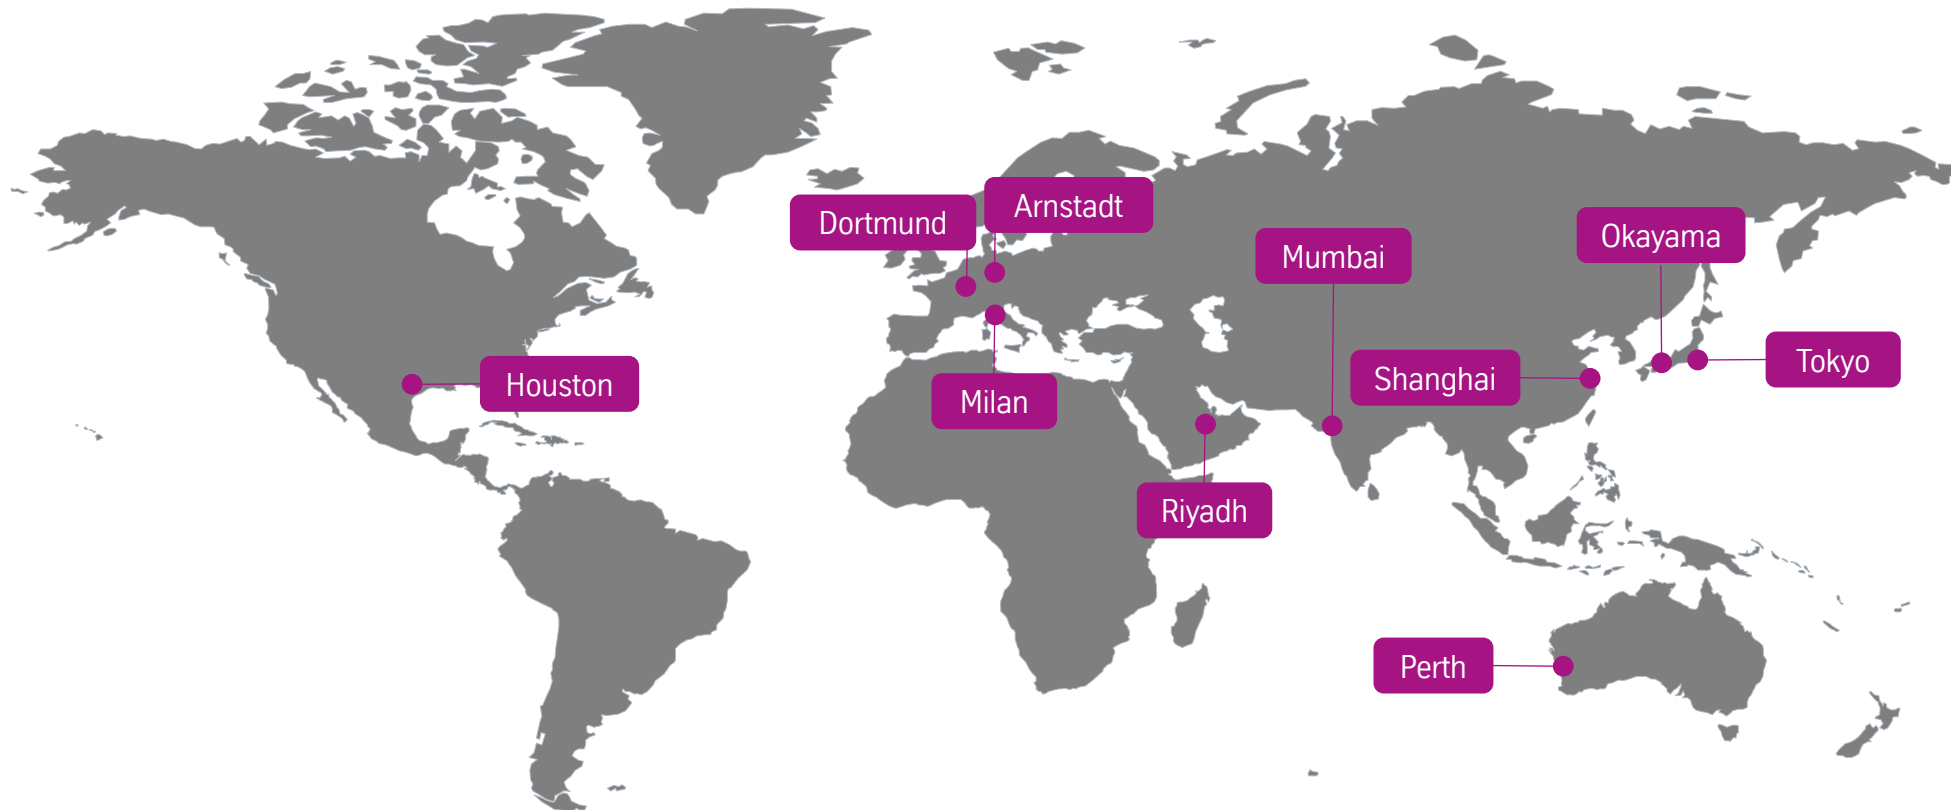 Arnstadt
Dortmund
Okayama
Mumbai
Tokyo
Shanghai
Houston
Milan
Riyadh
Perth